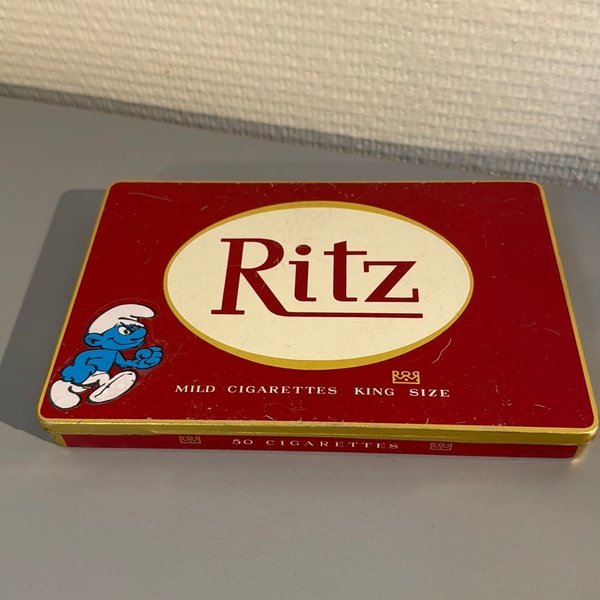 Ritz
MILD CIGARETTES KING SIZE
50 CIGARETTES